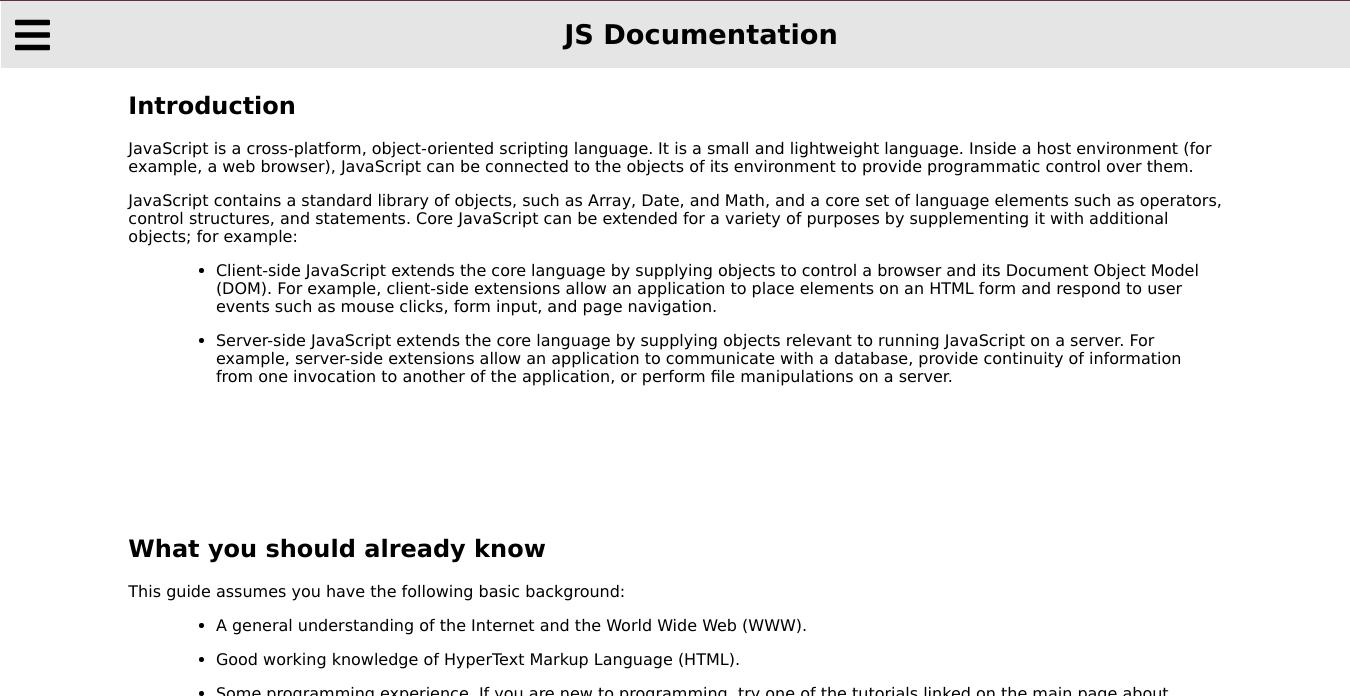 JS Documentation
Introduction
JavaScript is a cross-platform, object-oriented scripting language. It is a small and lightweight language. Inside a host environment (for
example, a web browser), JavaScript can be connected to the objects of its environment to provide programmatic control over them.
JavaScript contains a standard library of objects, such as Array, Date, and Math, and a core set of language elements such as operators,
control structures, and statements. Core JavaScript can be extended for a variety of purposes by supplementing it with additional
objects; for example:
• Client-side JavaScript extends the core language by supplying objects to control a browser and its Document Object Model
(DOM). For example, client-side extensions allow an application to place elements on an HTML form and respond to user
events such as mouse clicks, form input, and page navigation.
• Server-side JavaScript extends the core language by supplying objects relevant to running JavaScript on a server. For
example, server-side extensions allow an application to communicate with a database, provide continuity of information
from one invocation to another of the application, or perform file manipulations on a server.
What you should already know
This guide assumes you have the following basic background:
• A general understanding of the Internet and the World Wide Web (WWW).
• Good working knowledge of HyperText Markup Language (HTML).
• Some programming experience. If you are new to programming, try one of the tutorials linked on the main page about